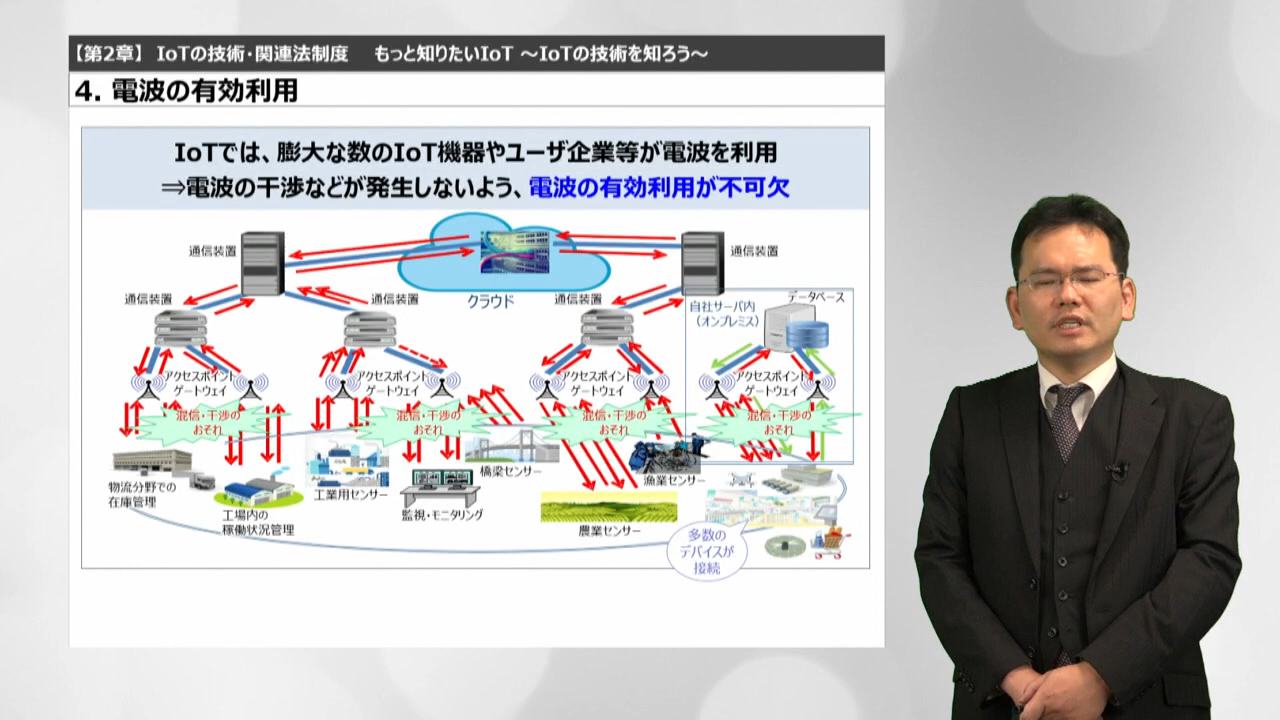 【第2章】 IoTの技術・関連法制度 もっと知りたいIoT ～IoTの技術を知ろう～
4. 電波の有効利用
IoTでは、膨大な数のIoT機器やユーザ企業等が電波を利用
⇒電波の干渉などが発生しないよう、電波の有効利用が不可欠
通信装置
通信装置
クラウド
通信装置
通信装置
通信装置
データベース
自社サーバ内
（オンプレミス）
アクセスポイント
ゲートウェイ
アクセスポイント
ゲートウェイ
アクセスポイント
ゲートウェイ
アクセスポイント
ゲートウェイ
混信・干渉の
おそれ
混信・干渉の
おそれ
混信・干渉の
おそれ
混信・干渉の
おそれ
物流分野での
在庫管理
工場内の
稼働状況管理
工業用センサー
監視・モニタリング
橋梁センサー
農業センサー
漁業センサー
多数の
デバイスが
接続